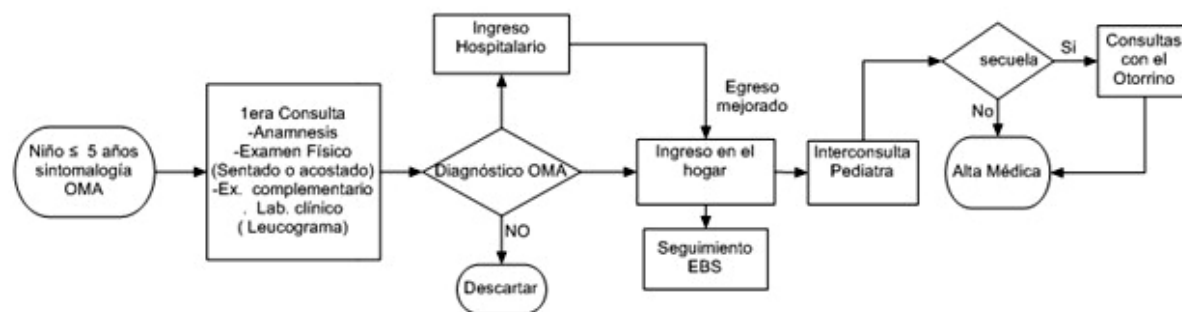 Niño ≤ 5 años
sintomalogía
OMA
1era Consulta
-Anamnesis
-Examen Físico
(Sentado o acostado)
-Ex. complementario
. Lab. clínico
( Leucograma)
Ingreso
Hospitalario
Diagnóstico OMA
NO
Descartar
Egreso
mejorado
Ingreso en el
hogar
Seguimiento
EBS
Interconsulta
Pediatra
secuela
Si
No
Consultas
con el
Otorrino
Alta Médica